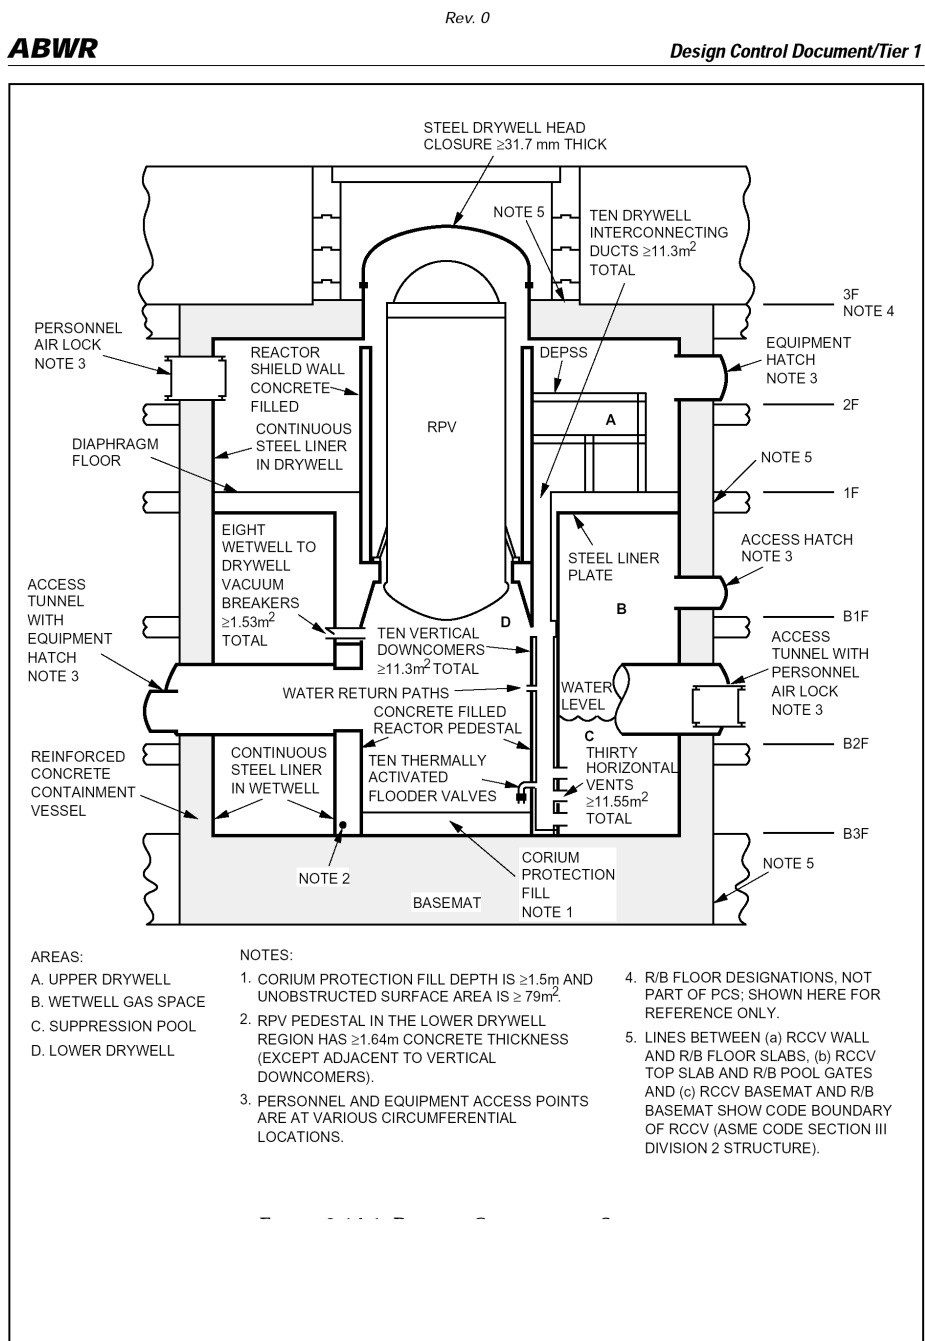 Rev. 0
ABWR
Design Control Document/Tier 1
STEEL DRYWELL HEAD
CLOSURE ≥31.7 mm THICK
NOTE 5
TEN DRYWELL
INTERCONNECTING
DUCTS ≥11.3m2
TOTAL
3F
NOTE 4
PERSONNEL
AIR LOCK
NOTE 3
REACTOR
SHIELD WALL
CONCRETE
FILLED
DEPSS
EQUIPMENT
HATCH
NOTE 3
2F
A
RPV
CONTINUOUS
STEEL LINER
IN DRYWELL
DIAPHRAGM
FLOOR
NOTE 5
1F
EIGHT
WETWELL TO
DRYWELL
VACUUM
BREAKERS
≥1.53m2
TOTAL
STEEL LINER
PLATE
ACCESS HATCH
NOTE 3
ACCESS
TUNNEL
WITH
EQUIPMENT
HATCH
NOTE 3
B
D
B1F
TEN VERTICAL
DOWNCOMERS
≥11.3m2 TOTAL
ACCESS
TUNNEL WITH
PERSONNEL
AIR LOCK
NOTE 3
WATER RETURN PATHS
WATER
LEVEL
CONCRETE FILLED
REACTOR PEDESTAL
C
B2F
REINFORCED
CONCRETE
CONTAINMENT
VESSEL
CONTINUOUS
STEEL LINER
IN WETWELL
TEN THERMALLY
ACTIVATED
FLOODER VALVES
THIRTY
HORIZONTAL
VENTS
≥11.55m2
TOTAL
B3F
NOTE 2
CORIUM
PROTECTION
FILL
NOTE 1
NOTE 5
BASEMAT
AREAS:
A. UPPER DRYWELL
B. WETWELL GAS SPACE
C. SUPPRESSION POOL
D. LOWER DRYWELL
NOTES:
1. CORIUM PROTECTION FILL DEPTH IS ≥1.5m AND
UNOBSTRUCTED SURFACE AREA IS ≥ 79m2.
2. RPV PEDESTAL IN THE LOWER DRYWELL
REGION HAS ≥1.64m CONCRETE THICKNESS
(EXCEPT ADJACENT TO VERTICAL
DOWNCOMERS).
3. PERSONNEL AND EQUIPMENT ACCESS POINTS
ARE AT VARIOUS CIRCUMFERENTIAL
LOCATIONS.
4. R/B FLOOR DESIGNATIONS, NOT
PART OF PCS; SHOWN HERE FOR
REFERENCE ONLY.
5. LINES BETWEEN (a) RCCV WALL
AND R/B FLOOR SLABS, (b) RCCV
TOP SLAB AND R/B POOL GATES
AND (c) RCCV BASEMAT AND R/B
BASEMAT SHOW CODE BOUNDARY
OF RCCV (ASME CODE SECTION III
DIVISION 2 STRUCTURE).